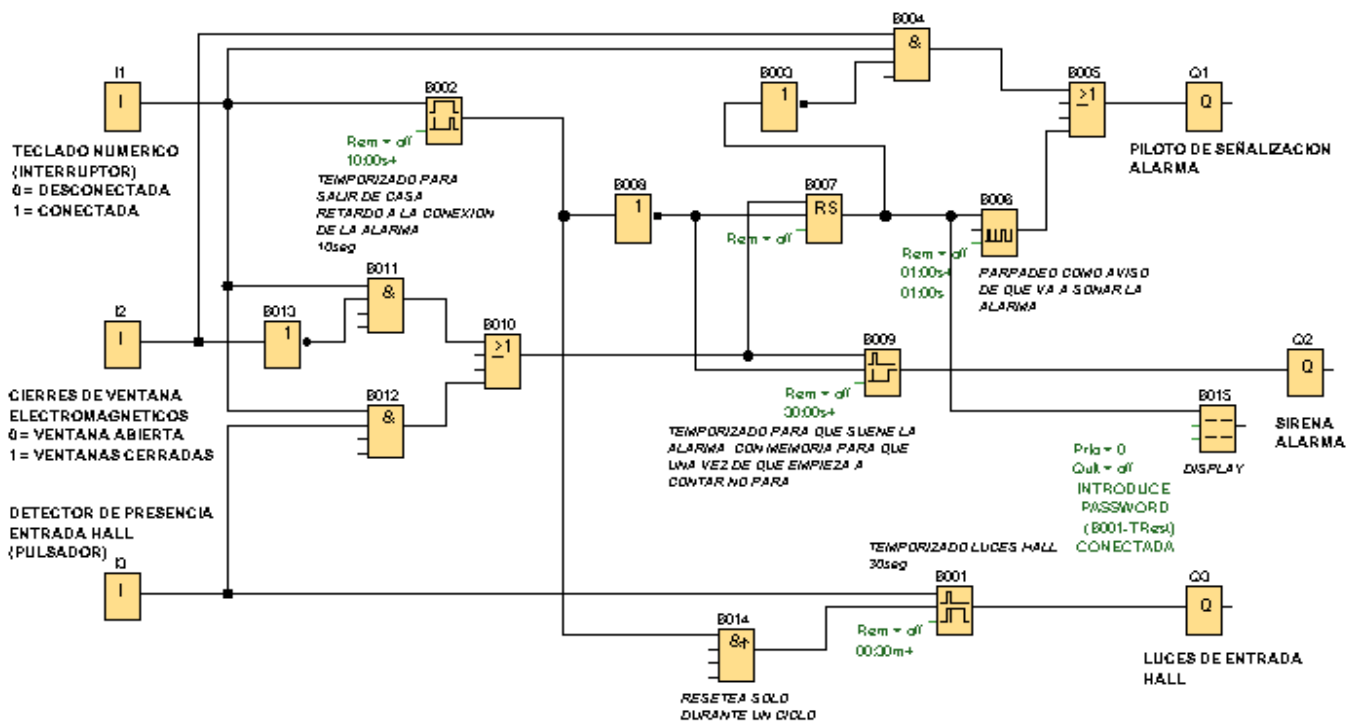 I1
I
TECLADO NUMERICO
(INTERRUPTOR)
0 = DESCONECTADA
1 = CONECTADA
B002
Rem = off
10:00s+
TEMPORIZADO PARA
SALIR DE CASA
RETARDO A LA CONEXION
DE LA ALARMA
10seg
B004
&
B003
1
B005
≥1
Q1
Q
PILOTO DE SEÑALIZACION
ALARMA
B008
1
B007
RS
Rem = off
B006
Rem = off
01:00s+
01:00s
PARPADEO COMO AVISO
DE QUE VA A SONAR LA
ALARMA
I2
I
CIERRES DE VENTANA
ELECTROMAGNETICOS
0 = VENTANA ABIERTA
1 = VENTANAS CERRADAS
B013
1
B011
&
B012
&
B010
≥1
B009
Rem = off
30:00s+
TEMPORIZADO PARA QUE SUENE LA
ALARMA CON MEMORIA PARA QUE
UNA VEZ DE QUE EMPIEZA A
CONTAR NO PARA
Q2
Q
SIRENA
ALARMA
B015
Prio = 0
Quit = off
INTRODUCE
PASSWORD
(B001-TRest)
CONECTADA
DISPLAY
DETECTOR DE PRESENCIA
ENTRADA HALL
(PULSADOR)
I3
I
TEMPORIZADO LUCES HALL
30seg
B001
Rem = off
00:30m+
B014
&↑
RESETEA SOLO
DURANTE UN CICLO
Q3
Q
LUCES DE ENTRADA
HALL